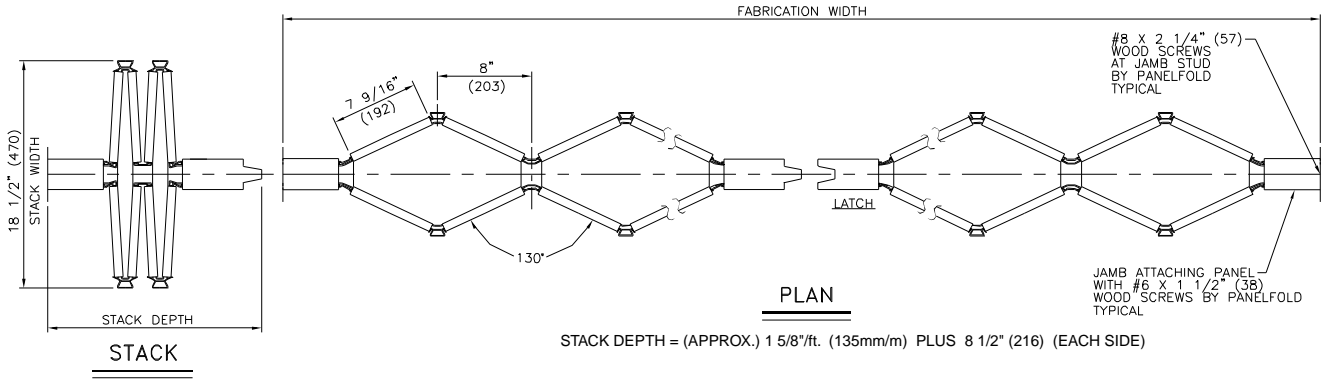 FABRICATION WIDTH
#8 X 2 1/4" (57)
WOOD SCREWS
AT JAMB STUD
BY PANELFOLD
TYPICAL
8"
(203)
7 9/16"
(192)
18 1/2" (470)
STACK WIDTH
LATCH
130°
STACK DEPTH
STACK
PLAN
JAMB ATTACHING PANEL
WITH #6 X 1 1/2" (38)
WOOD SCREWS BY PANELFOLD
TYPICAL
STACK DEPTH = (APPROX.) 1 5/8"/ft. (135mm/m) PLUS 8 1/2" (216) (EACH SIDE)